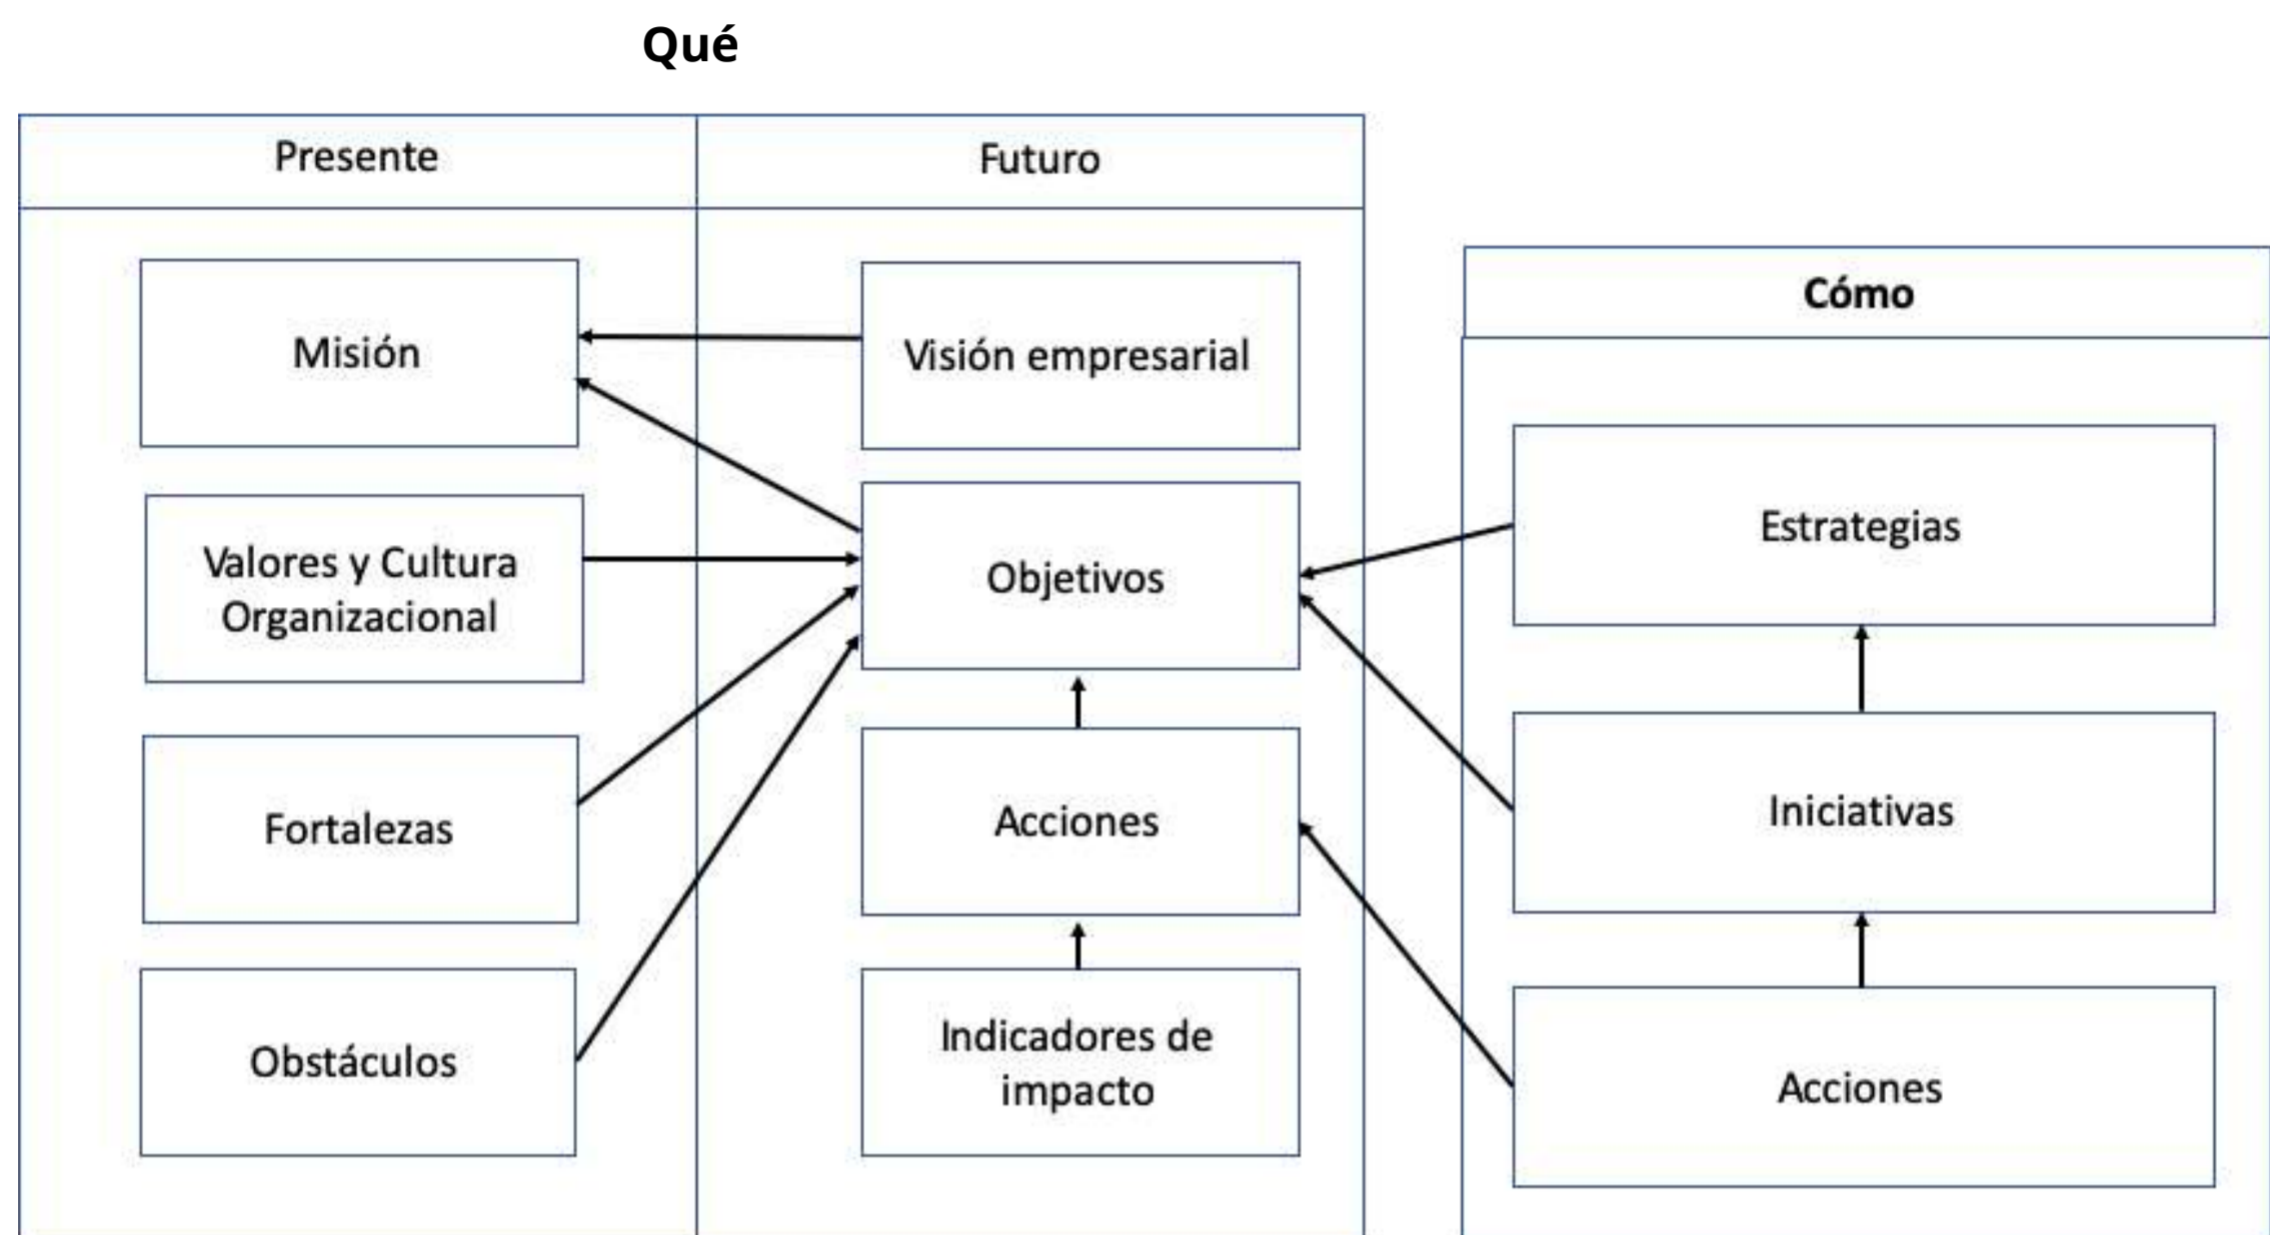 Qué
Presente
Futuro
Misión
Visión empresarial
Valores y Cultura
Organizacional
Objetivos
Fortalezas
Acciones
Obstáculos
Indicadores de
impacto
Cómo
Estrategias
Iniciativas
Acciones